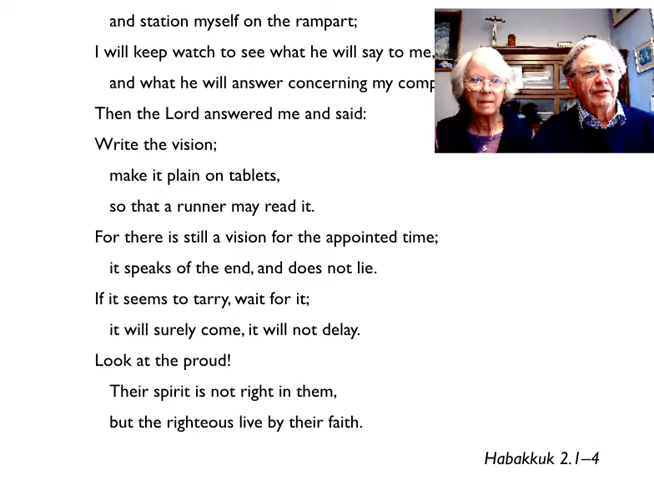 and station myself on the rampart;
I will keep watch to see what he will say to me,
and what he will answer concerning my
Then the Lord answered me and said:
Write the vision;
make it plain on tablets,
so that a runner may read it.
For there is still a vision for the appointed time;
it speaks of the end, and does not lie.
If it seems to tarry, wait for it;
it will surely come, it will not delay.
Look at the proud!
Their spirit is not right in them,
but the righteous live by their faith.
Habakkuk 2.1–4